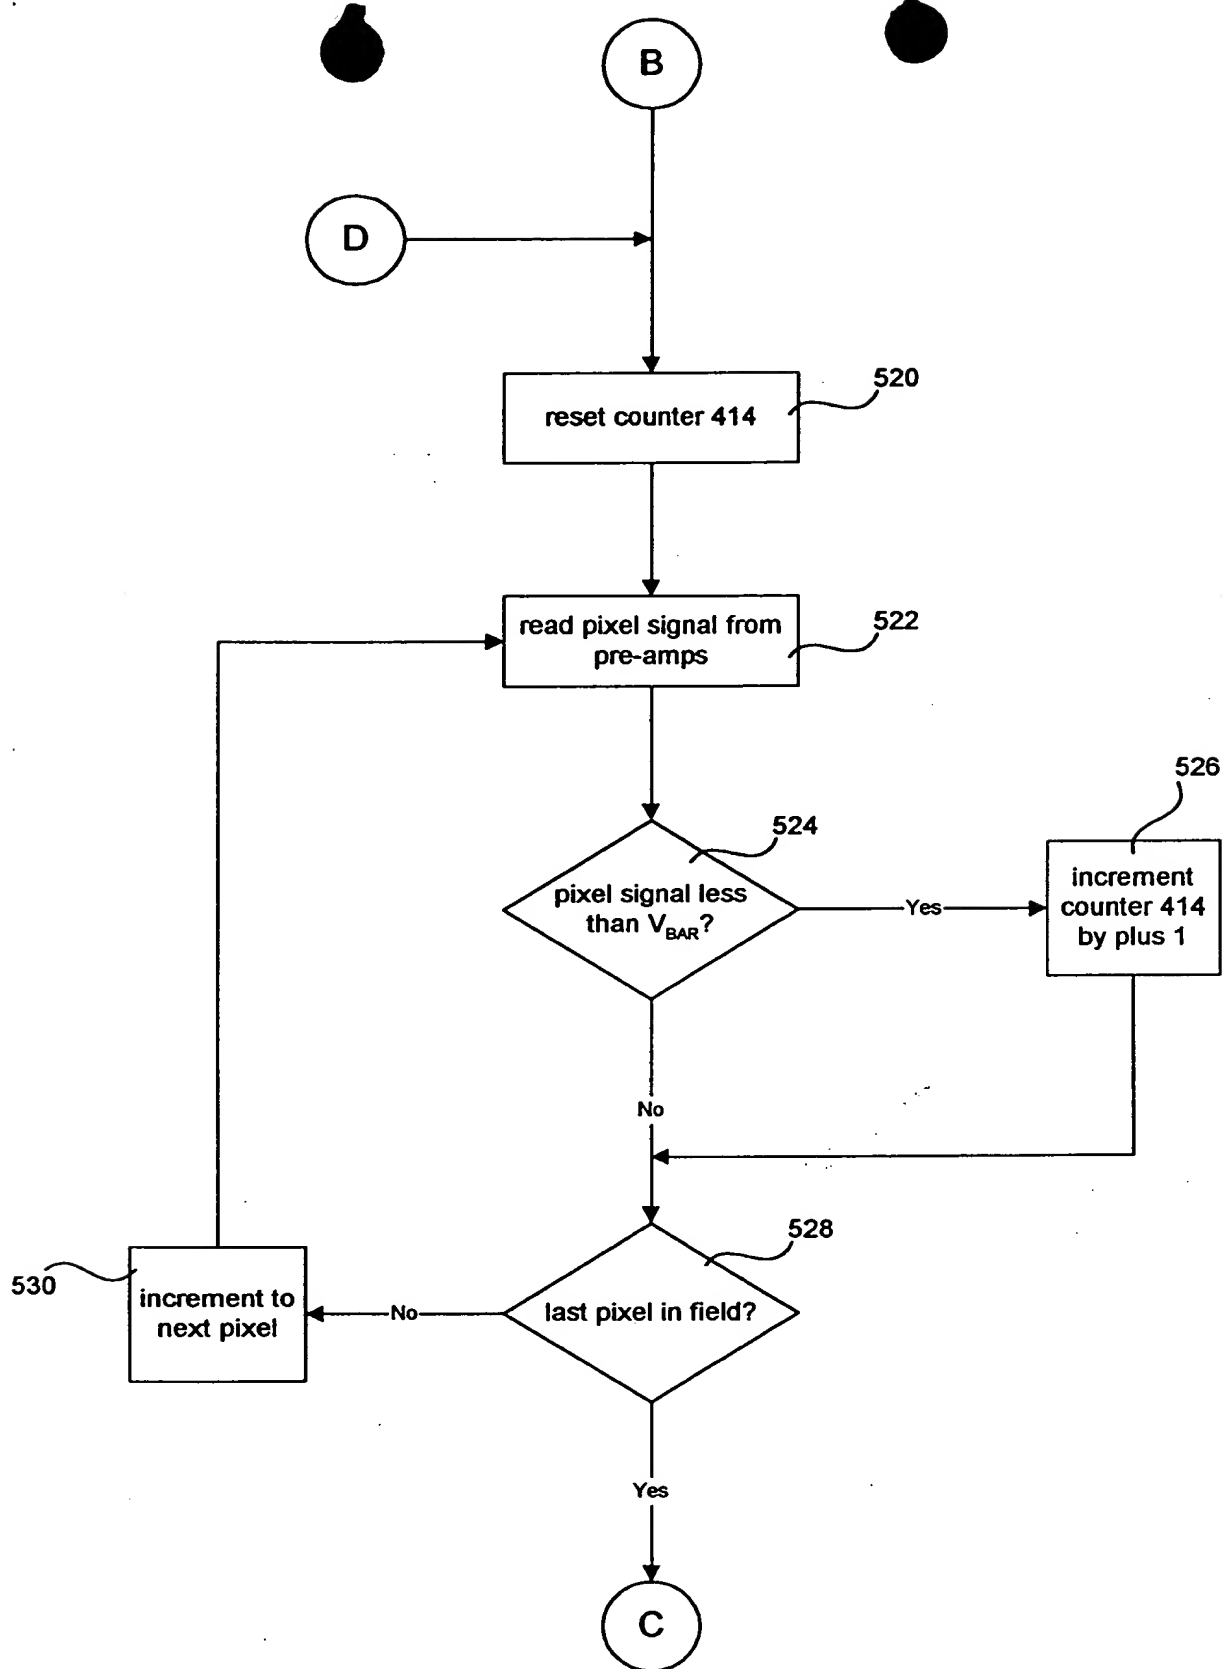 B
D
520
reset counter 414
522
read pixel signal from
pre-amps
526
524
pixel signal less
than V_BAR?
Yes
increment
counter 414
by plus 1
No
528
530
increment to
next pixel
No
last pixel in field?
Yes
C